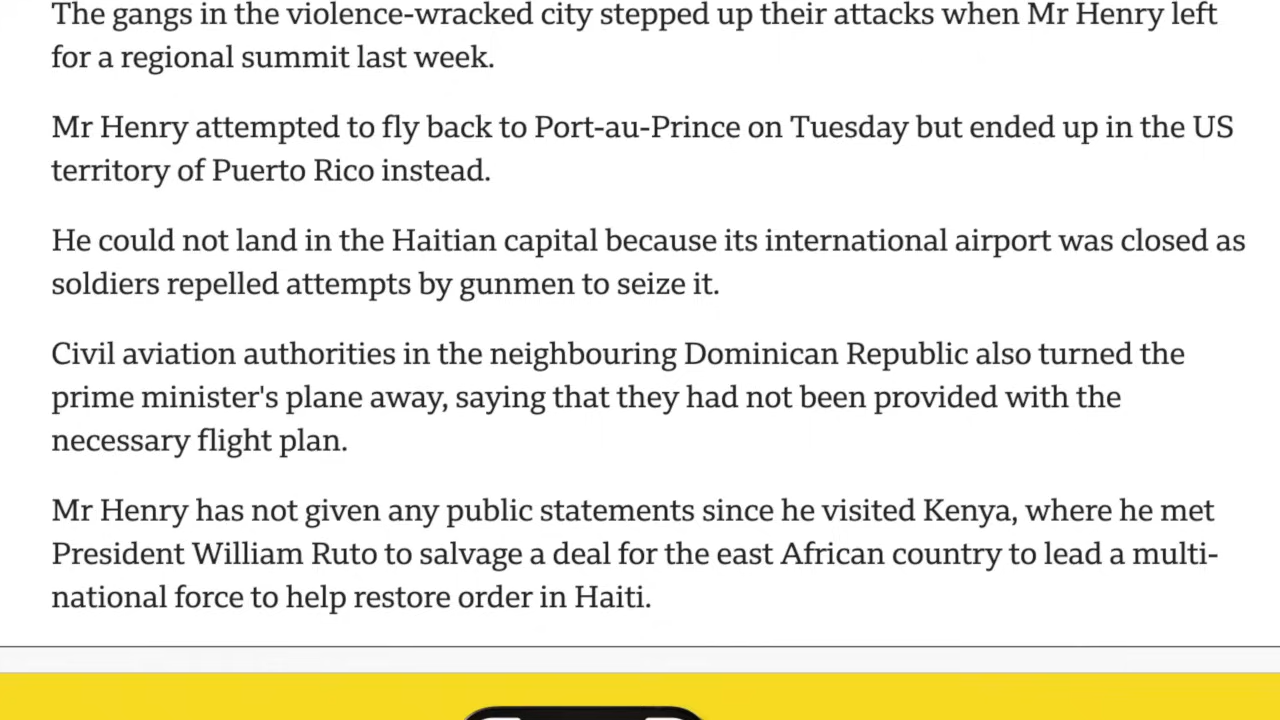 The gangs in the violence-wracked city stepped up their attacks when Mr Henry left
for a regional summit last week.
Mr Henry attempted to fly back to Port-au-Prince on Tuesday but ended up in the US
territory of Puerto Rico instead.
He could not land in the Haitian capital because its international airport was closed as
soldiers repelled attempts by gunmen to seize it.
Civil aviation authorities in the neighbouring Dominican Republic also turned the
prime minister's plane away, saying that they had not been provided with the
necessary flight plan.
Mr Henry has not given any public statements since he visited Kenya, where he met
President William Ruto to salvage a deal for the east African country to lead a multi-
national force to help restore order in Haiti.